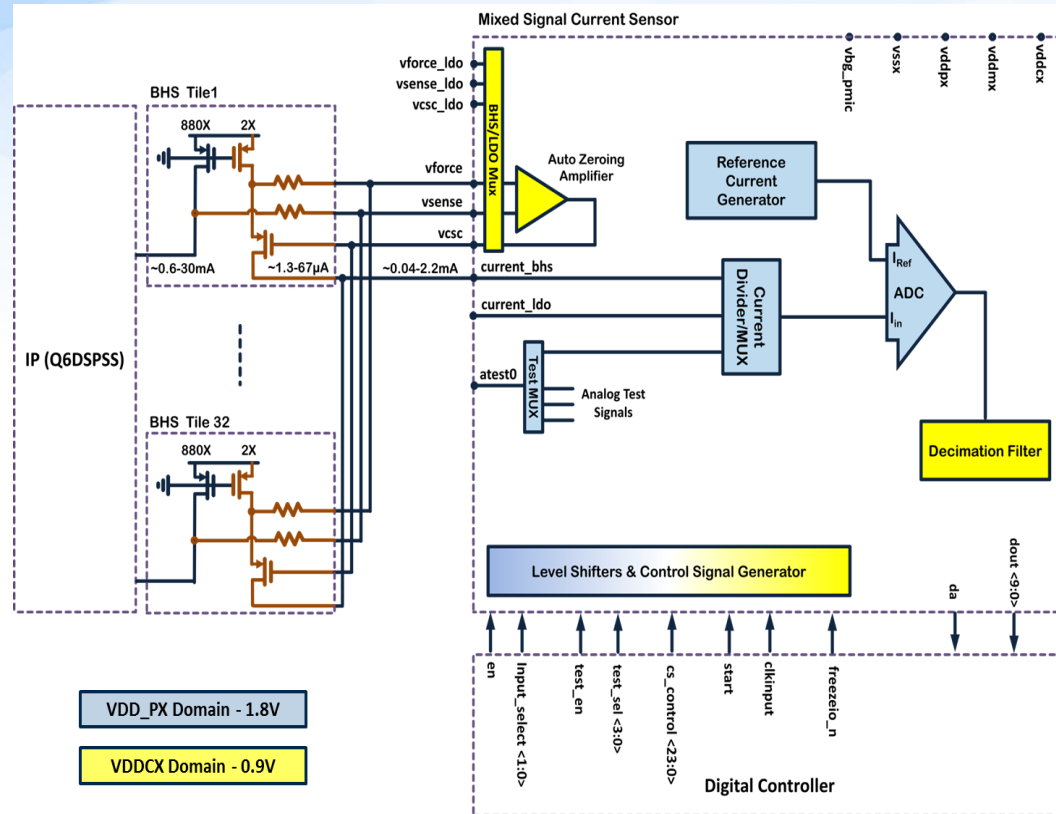 Mixed Signal Current Sensor
vbg_pmic
vssx
vddpx
vddmx
vddcx
vforce_ldo
vsense_ldo
vcsc_ldo
BHS/LDO Mux
BHS Tile1
880X
2X
vforce
vsense
vcsc
Auto Zeroing
Amplifier
Reference
Current
Generator
~0.6-30mA
~1.3-67µA
~0.04-2.2mA
current_bhs
current_ldo
Current
Divider/MUX
IRef
ADC
Iin
IP (Q6DSPSS)
atest0
Test MUX
Analog Test
Signals
BHS Tile 32
880X
2X
Decimation Filter
Level Shifters & Control Signal Generator
en
Input_select <1:0>
test_en
test_sel <3:0>
cs_control <23:0>
start
clkinput
freezeio_n
da
dout <9:0>
VDD_PX Domain - 1.8V
VDDCX Domain - 0.9V
Digital Controller